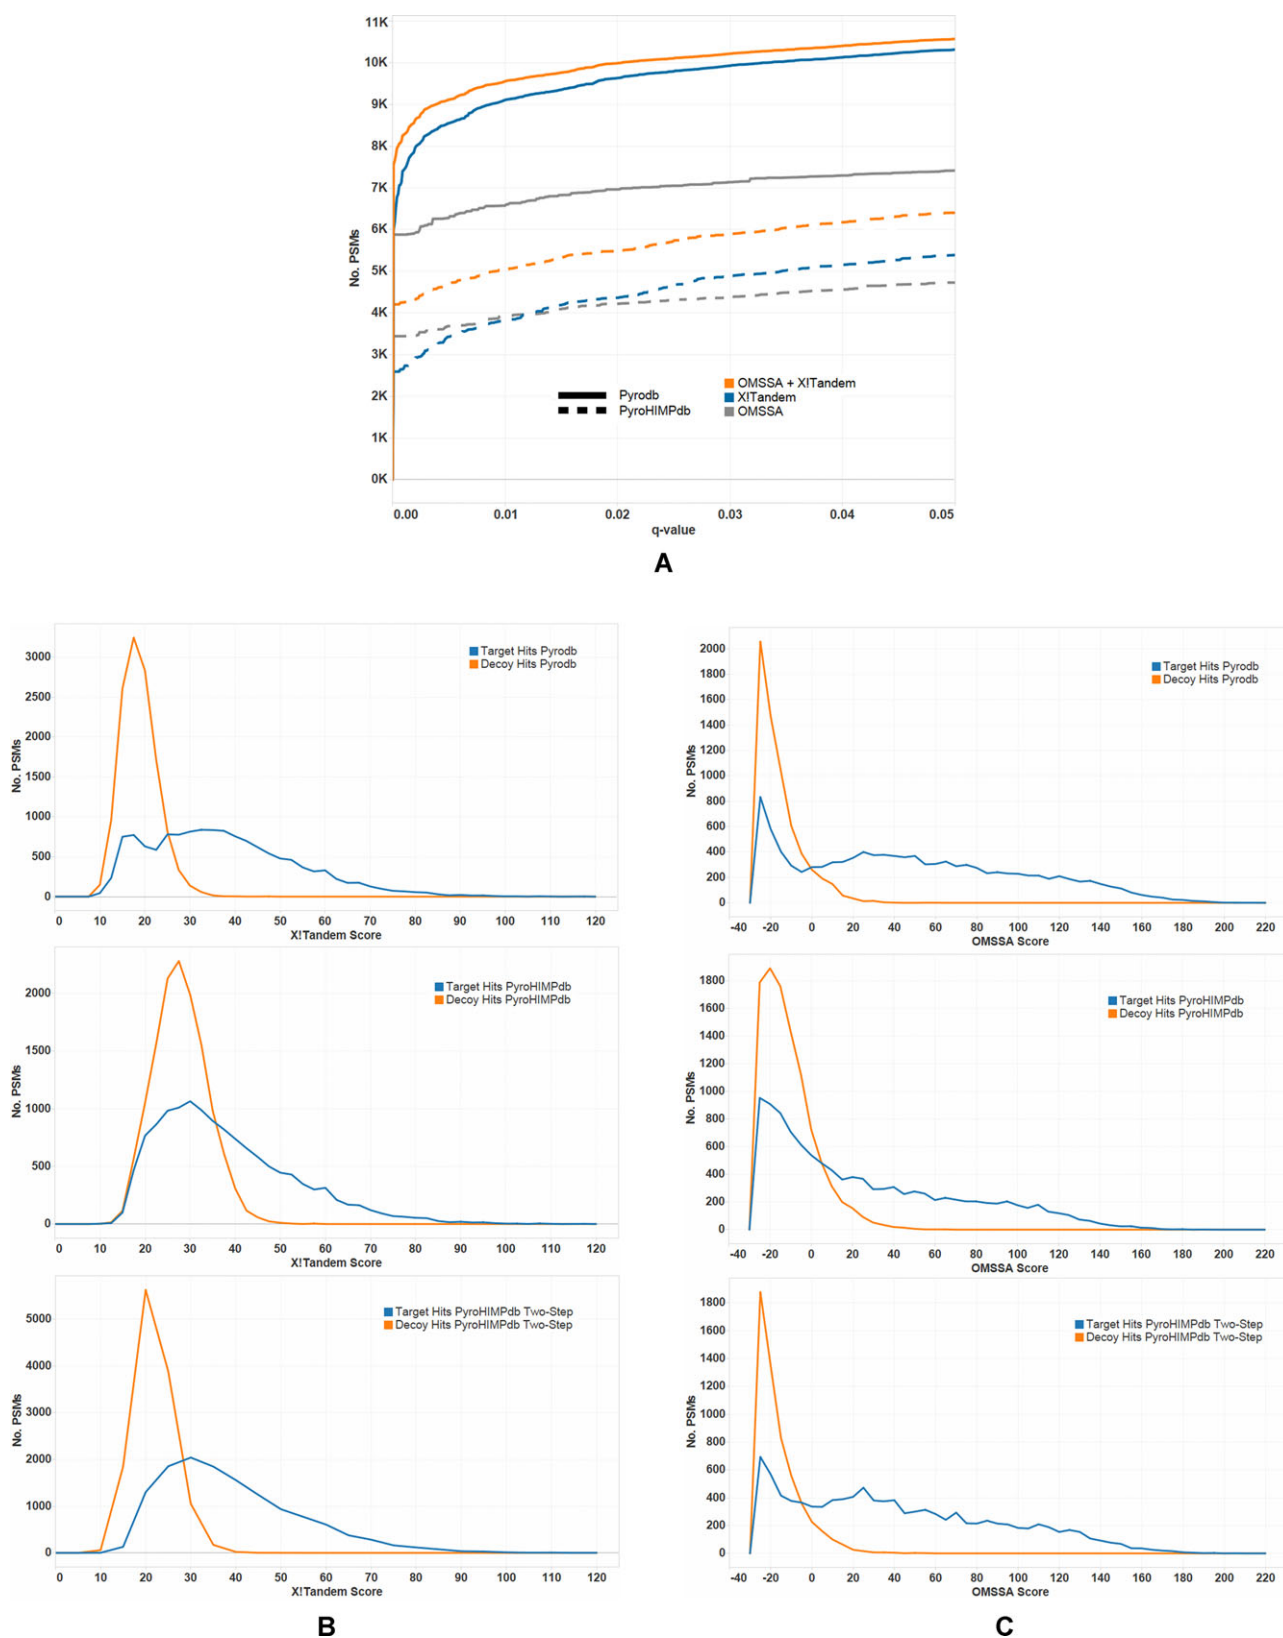 11K
10K
9K
8K
7K
6K
5K
4K
3K
2K
1K
0K
No. PSMs
Pyrodb
PyroHIMPdb
OMSSA + X!Tandem
X!Tandem
OMSSA
0.00 0.01 0.02 0.03 0.04 0.05
q-value
A
3000
2500
2000
1500
1000
500
0
No. PSMs
Target Hits Pyrodb
Decoy Hits Pyrodb
0 10 20 30 40 50 60 70 80 90 100 110 120
X!Tandem Score
2000
1500
1000
500
0
No. PSMs
Target Hits PyroHIMPdb
Decoy Hits PyroHIMPdb
0 10 20 30 40 50 60 70 80 90 100 110 120
X!Tandem Score
5000
4000
3000
2000
1000
0
No. PSMs
Target Hits PyroHIMPdb Two-Step
Decoy Hits PyroHIMPdb Two-Step
0 10 20 30 40 50 60 70 80 90 100 110 120
X!Tandem Score
B
2000
1800
1600
1400
1200
1000
800
600
400
200
0
No. PSMs
Target Hits Pyrodb
Decoy Hits Pyrodb
-40 -20 0 20 40 60 80 100 120 140 160 180 200 220
OMSSA Score
1800
1600
1400
1200
1000
800
600
400
200
0
No. PSMs
Target Hits PyroHIMPdb
Decoy Hits PyroHIMPdb
-40 -20 0 20 40 60 80 100 120 140 160 180 200 220
OMSSA Score
1800
1600
1400
1200
1000
800
600
400
200
0
No. PSMs
Target Hits PyroHIMPdb Two-Step
Decoy Hits PyroHIMPdb Two-Step
-40 -20 0 20 40 60 80 100 120 140 160 180 200 220
OMSSA Score
C